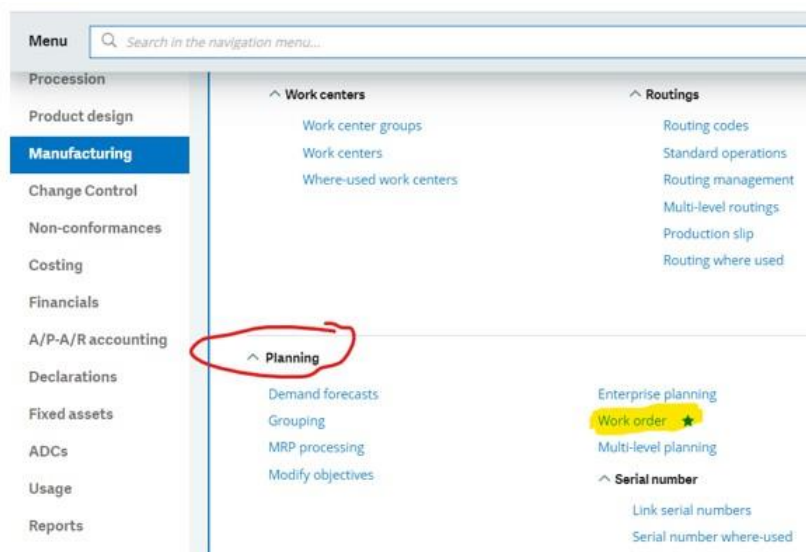 Menu
Search in the navigation menu...
Procession
Product design
Manufacturing
Change Control
Non-conformances
Costing
Financials
A/P-A/R accounting
Declarations
Fixed assets
ADCs
Usage
Reports
Work centers
Work center groups
Work centers
Where-used work centers
Routings
Routing codes
Standard operations
Routing management
Multi-level routings
Production slip
Routing where used
Planning
Demand forecasts
Grouping
MRP processing
Modify objectives
Enterprise planning
Work order
Multi-level planning
Serial number
Link serial numbers
Serial number where-used